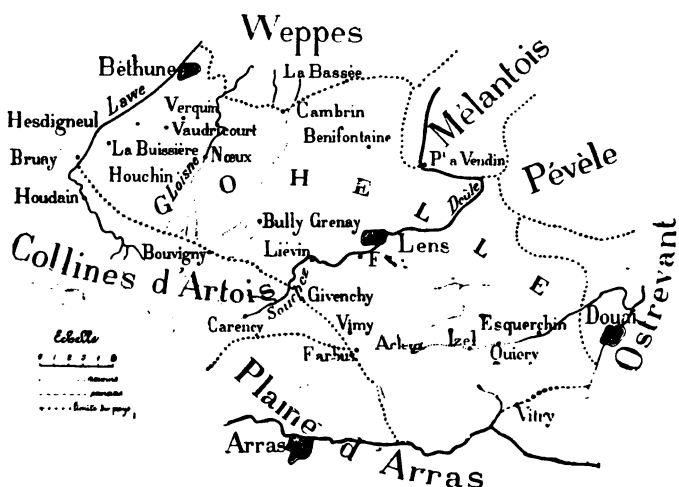 Weppes
Béthune
La Bassée
Lawe
Mélantois
Verquin
Cambrin
Hesdigneul
Vaudricourt
Benifontaine
La Buissière
Nœux
Bruay
Pt a Vendin
Pévèle
Houchin
Gloisne
Houdain
GOHELLE
Deûle
Bully Grenay
Lens
Liévin
Bouvigny
Collines d'Artois
Ostrevant
Souchez
Givenchy
Carency
Vimy
Esquerchin
Douai
Izel
Quiery
Farbus
Echelle
limite du pays
Plaine d'Arras
Vitry
Arras